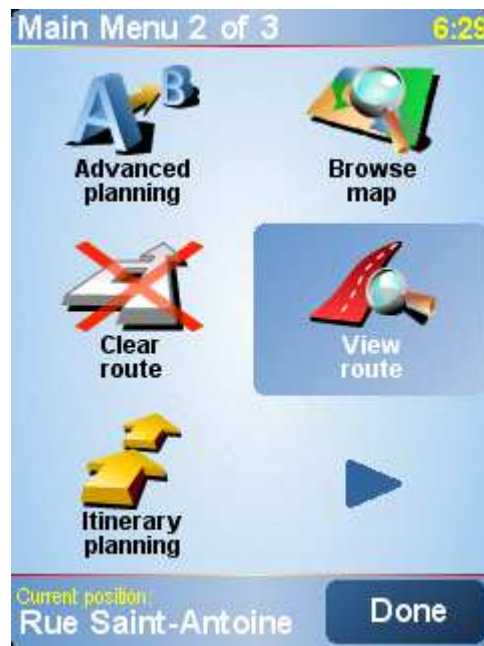 Main Menu 2 of 3 6:29
A B
Advanced planning
Browse map
Clear route
View route
Itinerary planning
Current position:
Rue Saint-Antoine
Done